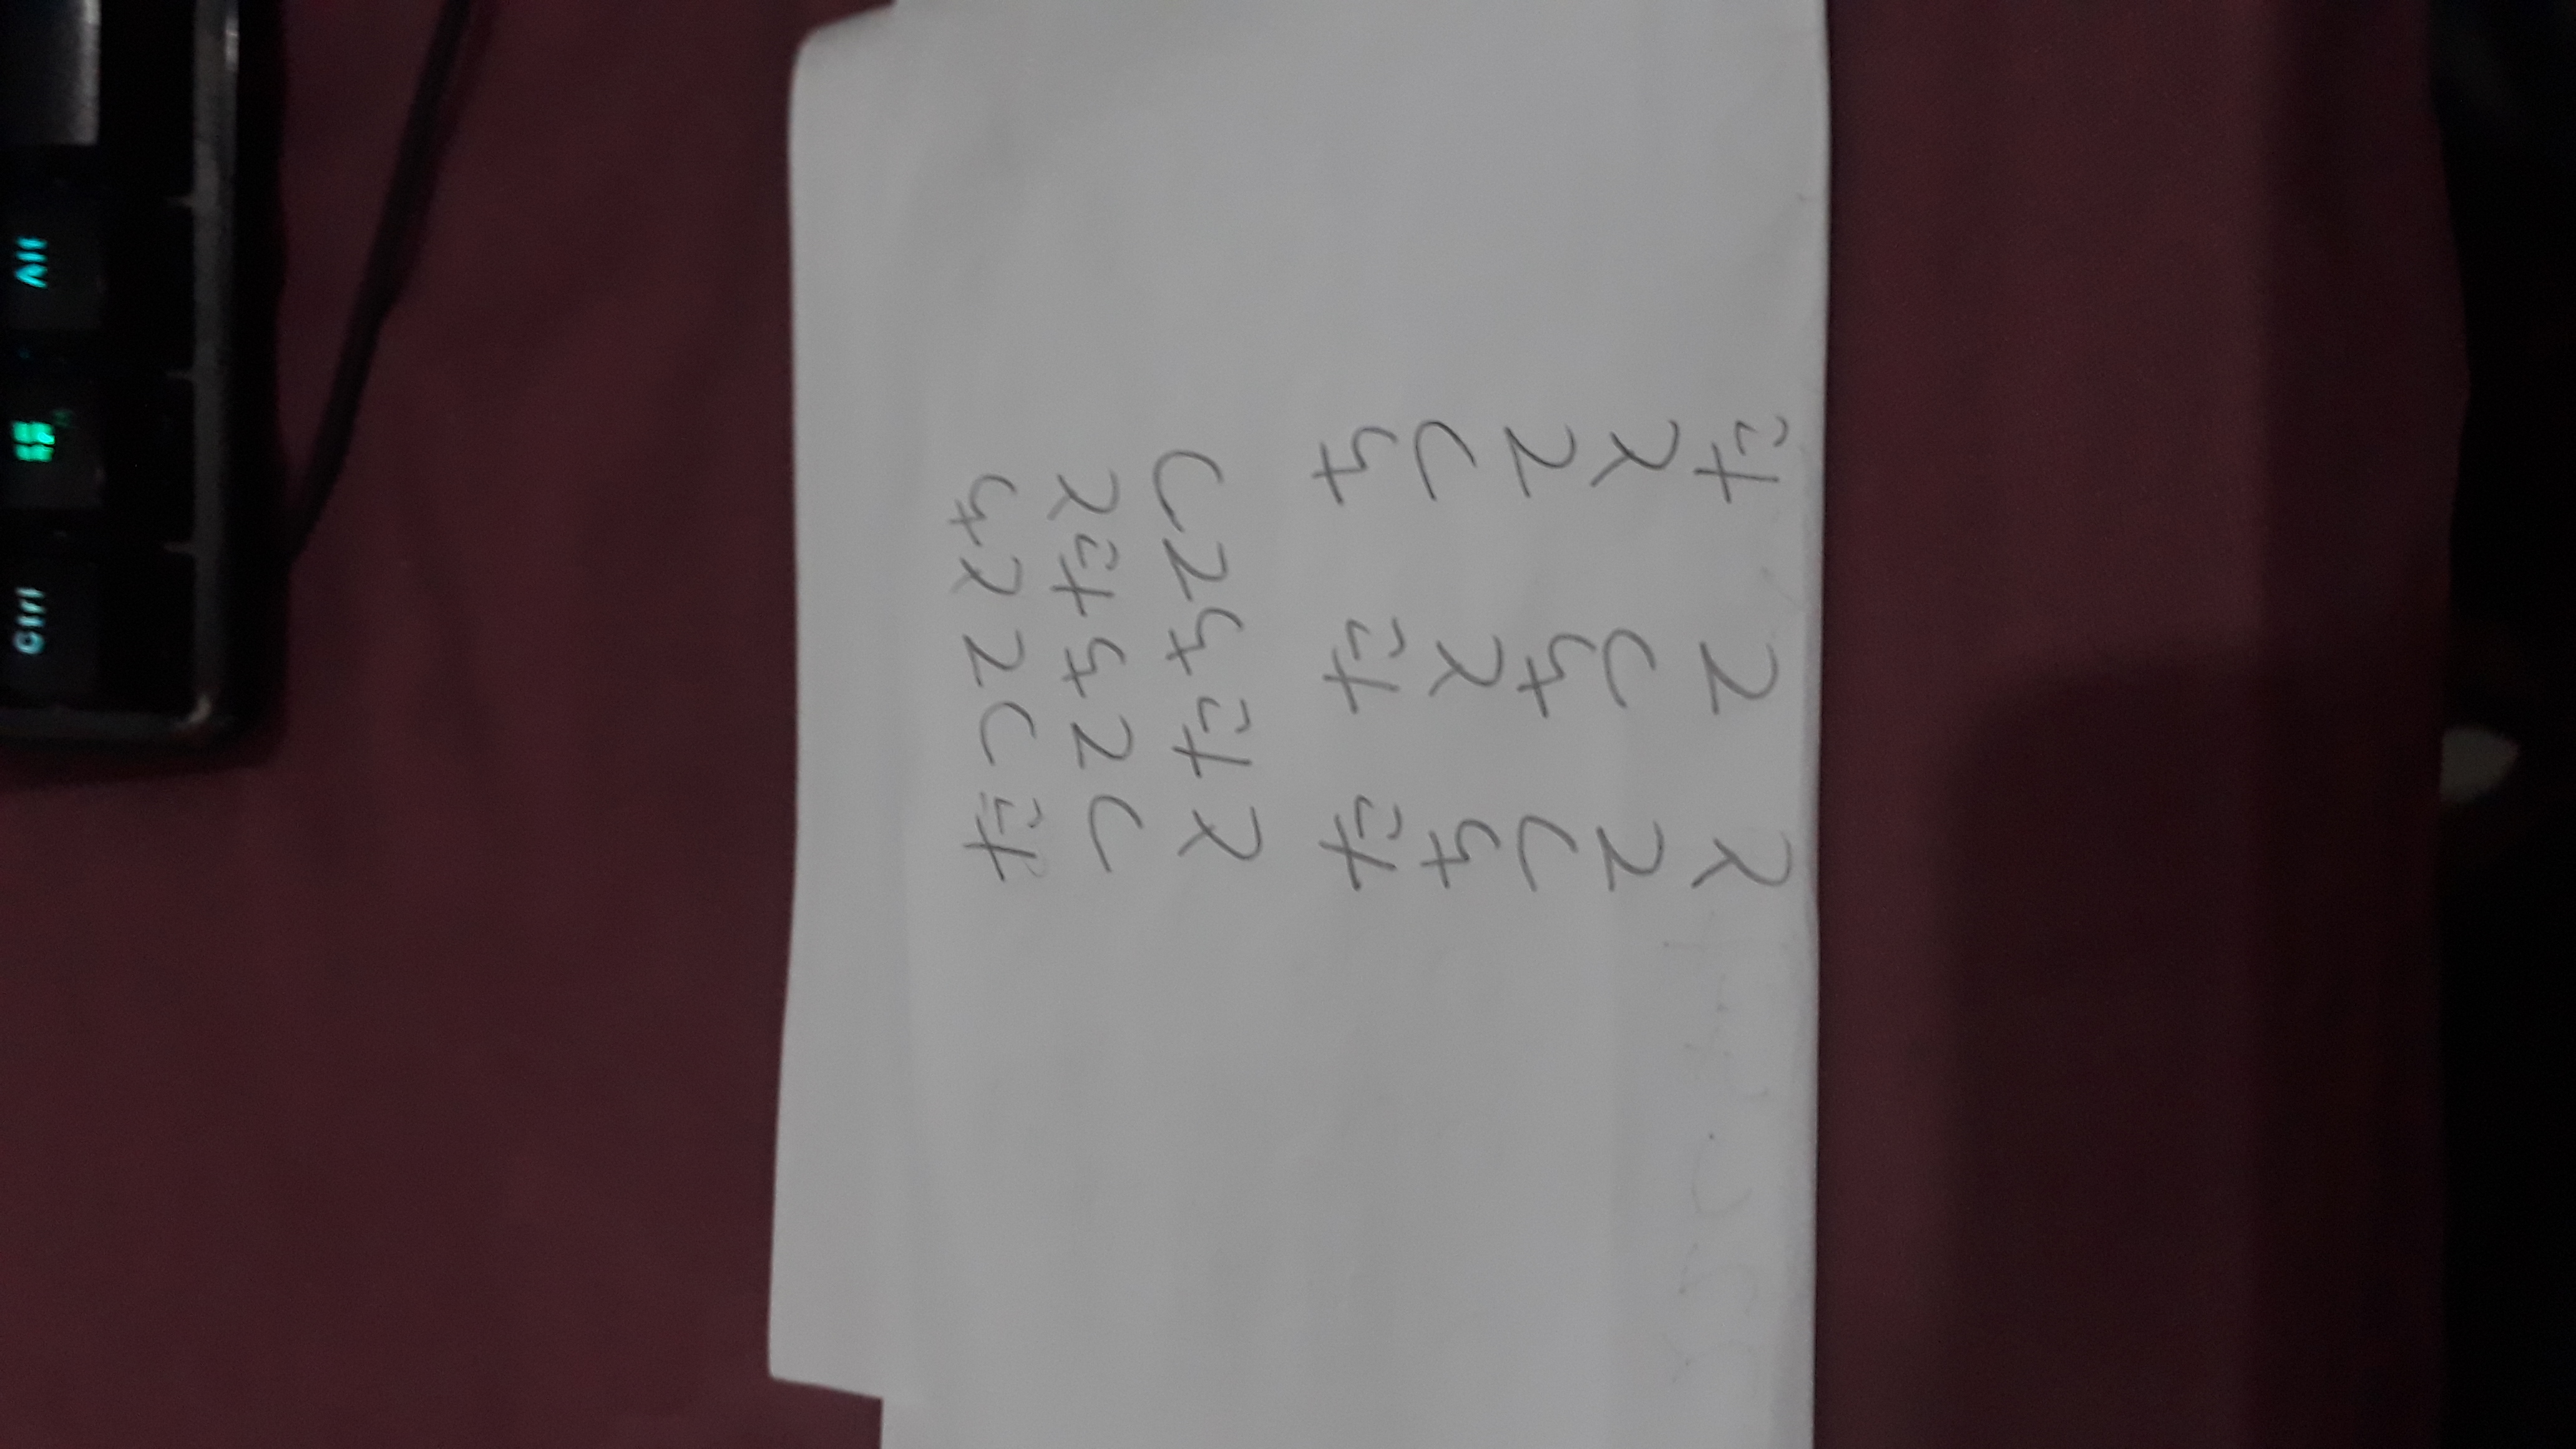 Ctrl Alt
たつてとち
つてちたと
とたちてつ
た た ち
ち と つ
つ ち て
て つ と
と て た